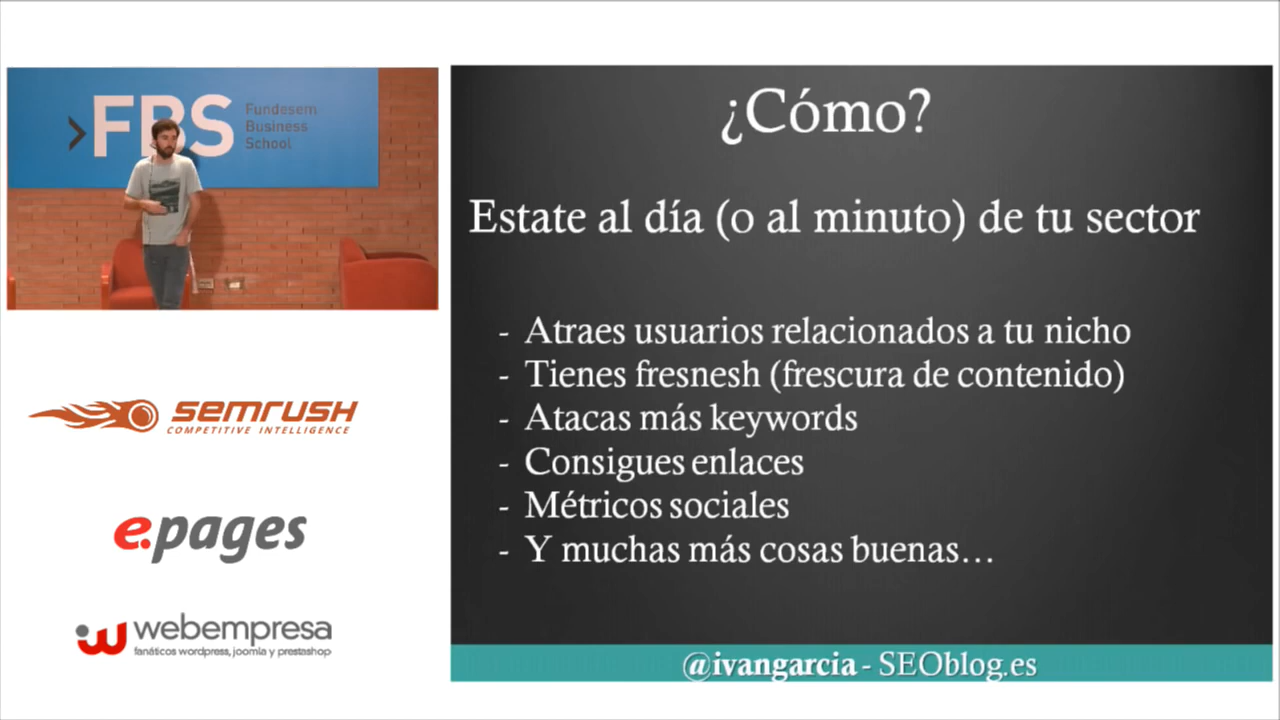 FBS
Fundesem
Business
School
semrush
COMPETITIVE INTELLIGENCE
e.pages
webempresa
fanáticos wordpress, joomla y prestashop
¿Cómo?
Estate al día (o al minuto) de tu sector
- Atraes usuarios relacionados a tu nicho
- Tienes fresnesh (frescura de contenido)
- Atacas más keywords
- Consigues enlaces
- Métricos sociales
- Y muchas más cosas buenas...
@ivangarcia - SEOblog.es